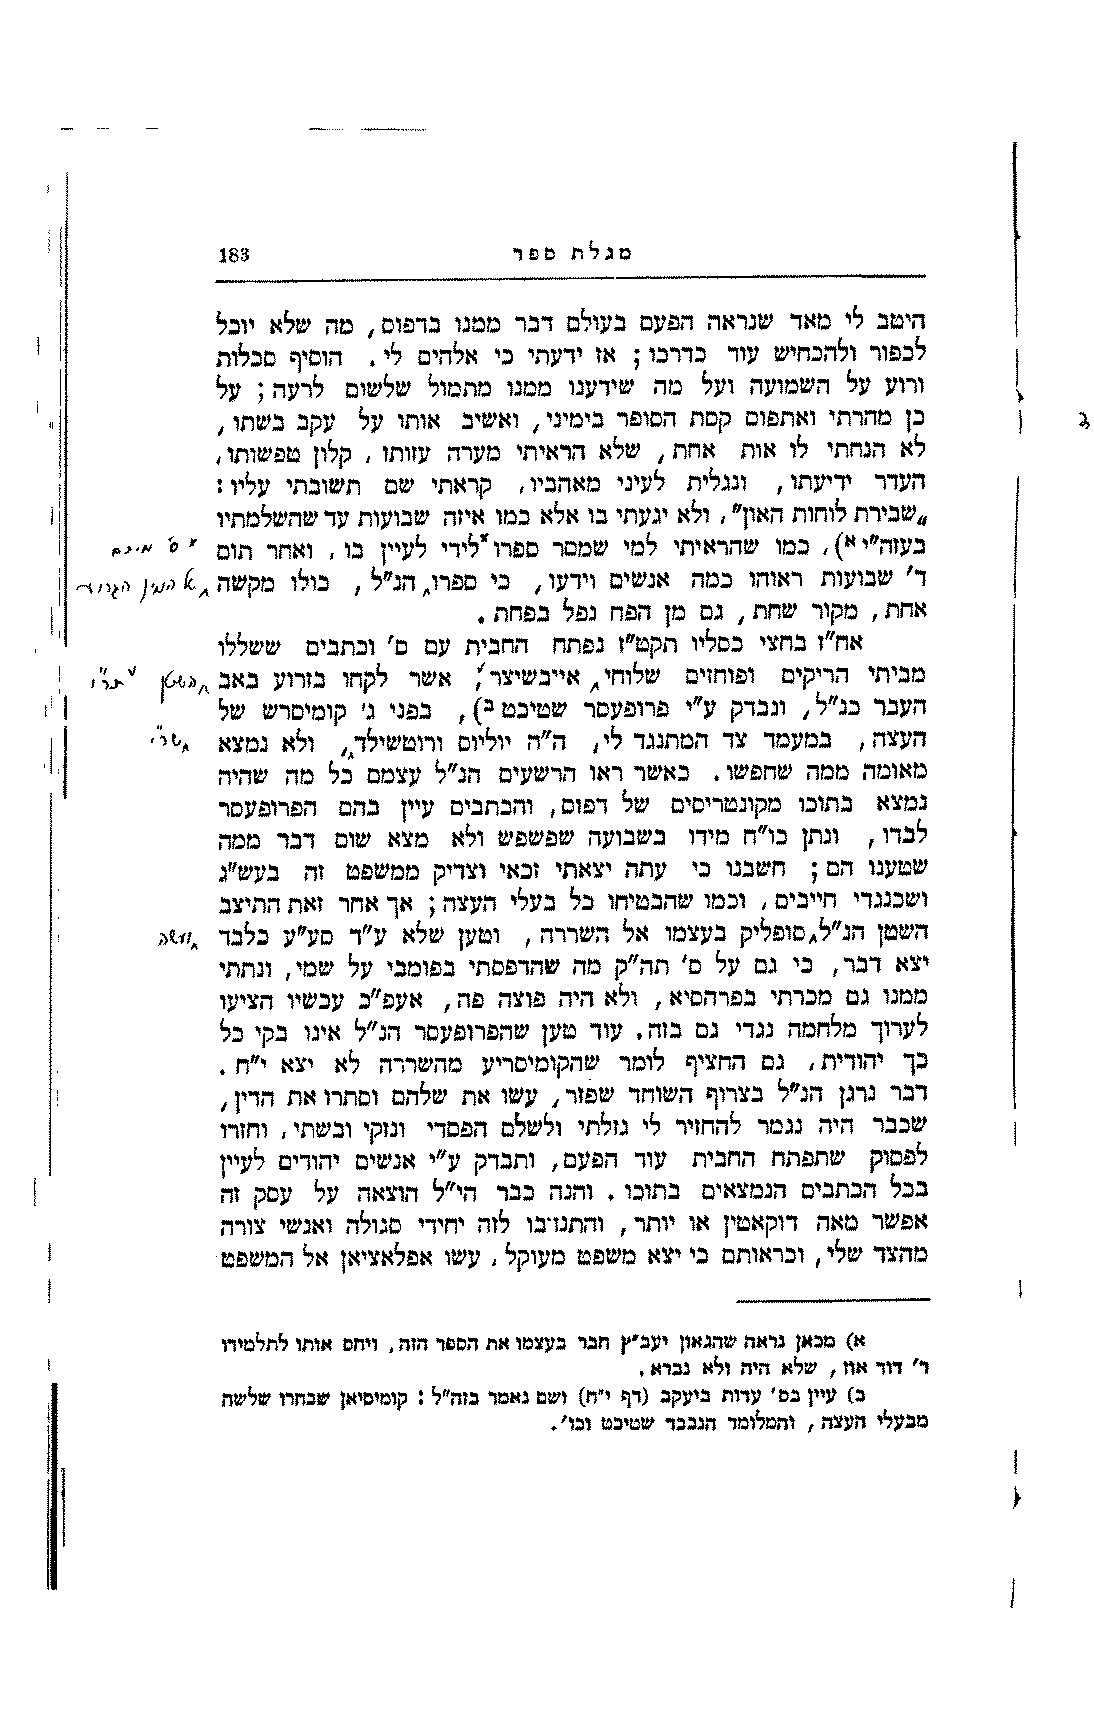 מגלת ספר 183
היטב לי מאד שנראה הפעם בעולם דבר ממנו בדפוס, מה שלא יוכל
לכפור ולהכחיש עוד כדרכו; אז ידעתי כי אלהים לי. הוסיף סכלות
ורוע על השמועה ועל מה שידענו ממנו מתמול שלשום לרעה; על
כן מהרתי ואתפוס קסת הסופר בימיני, ואשיב אותו על עקב בשתו,
לא הנחתי לו אות אחת, שלא הראיתי מערה עזותו, קלון טפשותו,
העדר ידיעתו, ונגלית לעיני מאהביו. קראתי שם תשובתי עליו:
„שבירת לוחות האון", ולא יגעתי בו אלא כמו איזה שבועות עד שהשלמתיו
בעזה"י א), כמו שהראיתי למי שמסר ספרו לידי לעיין בו, ואחר תום
ד' שבועות ראוהו כמה אנשים וידעו, כי ספרו הנ"ל, כולו מקשה
אחת, מקור שחת, גם מן הפח נפל בפחת.
אח"ז בחצי כסליו תקט"ז נפתח החבית עם ס' וכתבים ששללו
מביתי הריקים ופוחזים שלוחי אייבשיצר, אשר לקחו בזרוע באב
העבר כנ"ל, ונבדק ע"י פרופעסר שטיבט ב), בפני ג' קומיסרש של
העצה, במעמד צד המתנגד לי, ה"ה יוליום ורוטשילד, ולא נמצא
מאומה ממה שחפשו. כאשר ראו הרשעים הנ"ל עצמם כל מה שהיה
נמצא בתוכו מקונטריסים של דפוס, והכתבים עיין בהם הפרופעסר
לבדו, ונתן כו"ח מידו בשבועה שפשפש ולא מצא שום דבר ממה
שטענו הם; חשבנו כי עתה יצאתי זכאי וצדיק ממשפט זה בעש"נ
ושכנגדי חייבים, וכמו שהבטיחו כל בעלי העצה; אך אחר זאת התיצב
השטן הנ"ל סופליק בעצמו אל השררה, וטען שלא ע"ד סע"ע בלבד
יצא דבר, כי גם על ס' תה"ק מה שהדפסתי בפומבי על שמי, ונתתי
ממנו גם מכרתי בפרהסיא, ולא היה פוצה פה, אעפ"כ עכשיו הציעו
לערוך מלחמה נגדי גם בזה. עוד טען שהפרופעסר הנ"ל אינו בקי כל
כך יהודית, גם החציף לומר שהקומיסריע מהשררה לא יצא י"ח.
דבר נרגן הנ"ל בצרוף השוחד שפזר, עשו את שלהם וסתרו את הדין,
שכבר היה נגמר להחזיר לי גזלתי ולשלם הפסדי ונזקי ובשתי, וחזרו
לפסוק שתפתח החבית עוד הפעם, ותבדק ע"י אנשים יהודים לעיין
בכל הכתבים הנמצאים בתוכו. והנה כבר הי"ל הוצאה על עסק זה
אפשר מאה דוקאטין או יותר, והתנדבו לזה יחידי סגולה ואנשי צורה
מהצד שלי, וכראותם כי יצא משפט מעוקל, עשו אפלאציאן אל המשפט
א) מכאן נראה שהגאון יעב"ץ חבר בעצמו את הספר הזה, ויחס אותו לתלמידו
ר' דוד אוז, שלא היה ולא נברא.
ב) עיין בס' עדות ביעקב (דף י"ח) ושם נאמר בזה"ל: קומיסיאן שבחרו שלשה
מבעלי העצה, והמלומד הנכבד שטיבט וכו'.